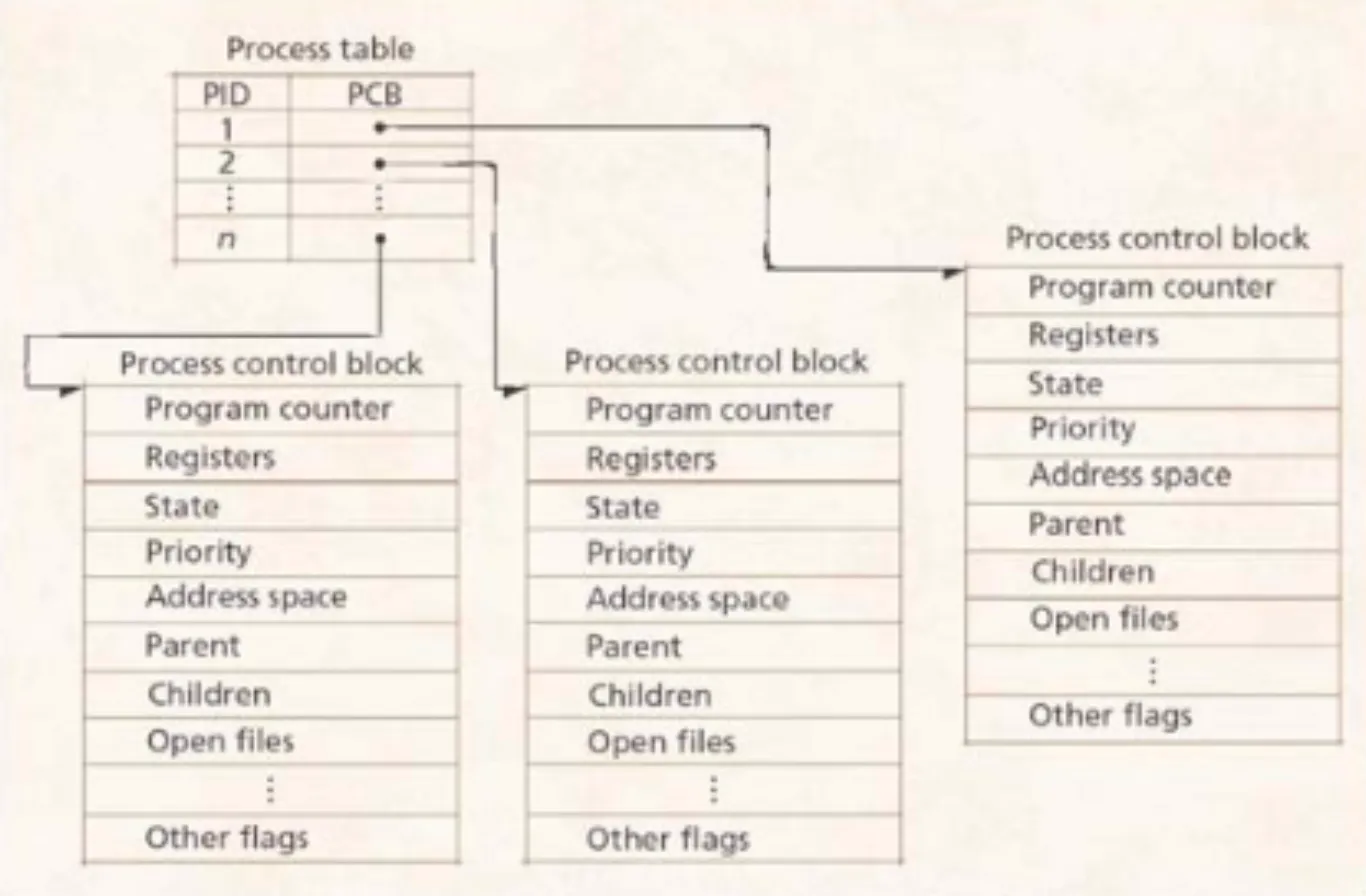 Process table
PID PCB
1
2
⋮ ⋮
n
Process control block
Program counter
Registers
State
Priority
Address space
Parent
Children
Open files
⋮
Other flags
Process control block
Program counter
Registers
State
Priority
Address space
Parent
Children
Open files
⋮
Other flags
Process control block
Program counter
Registers
State
Priority
Address space
Parent
Children
Open files
⋮
Other flags